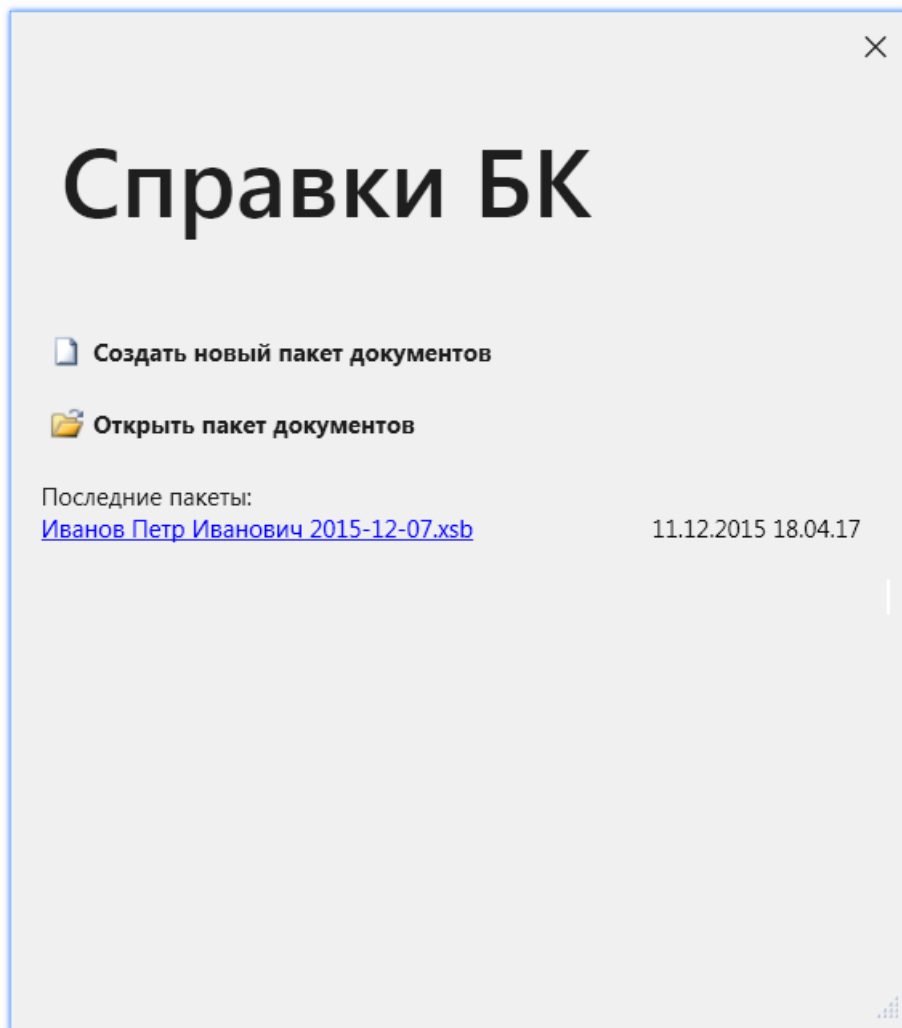 Справки БК
Создать новый пакет документов
Открыть пакет документов
Последние пакеты:
Иванов Петр Иванович 2015-12-07.xsb 11.12.2015 18.04.17